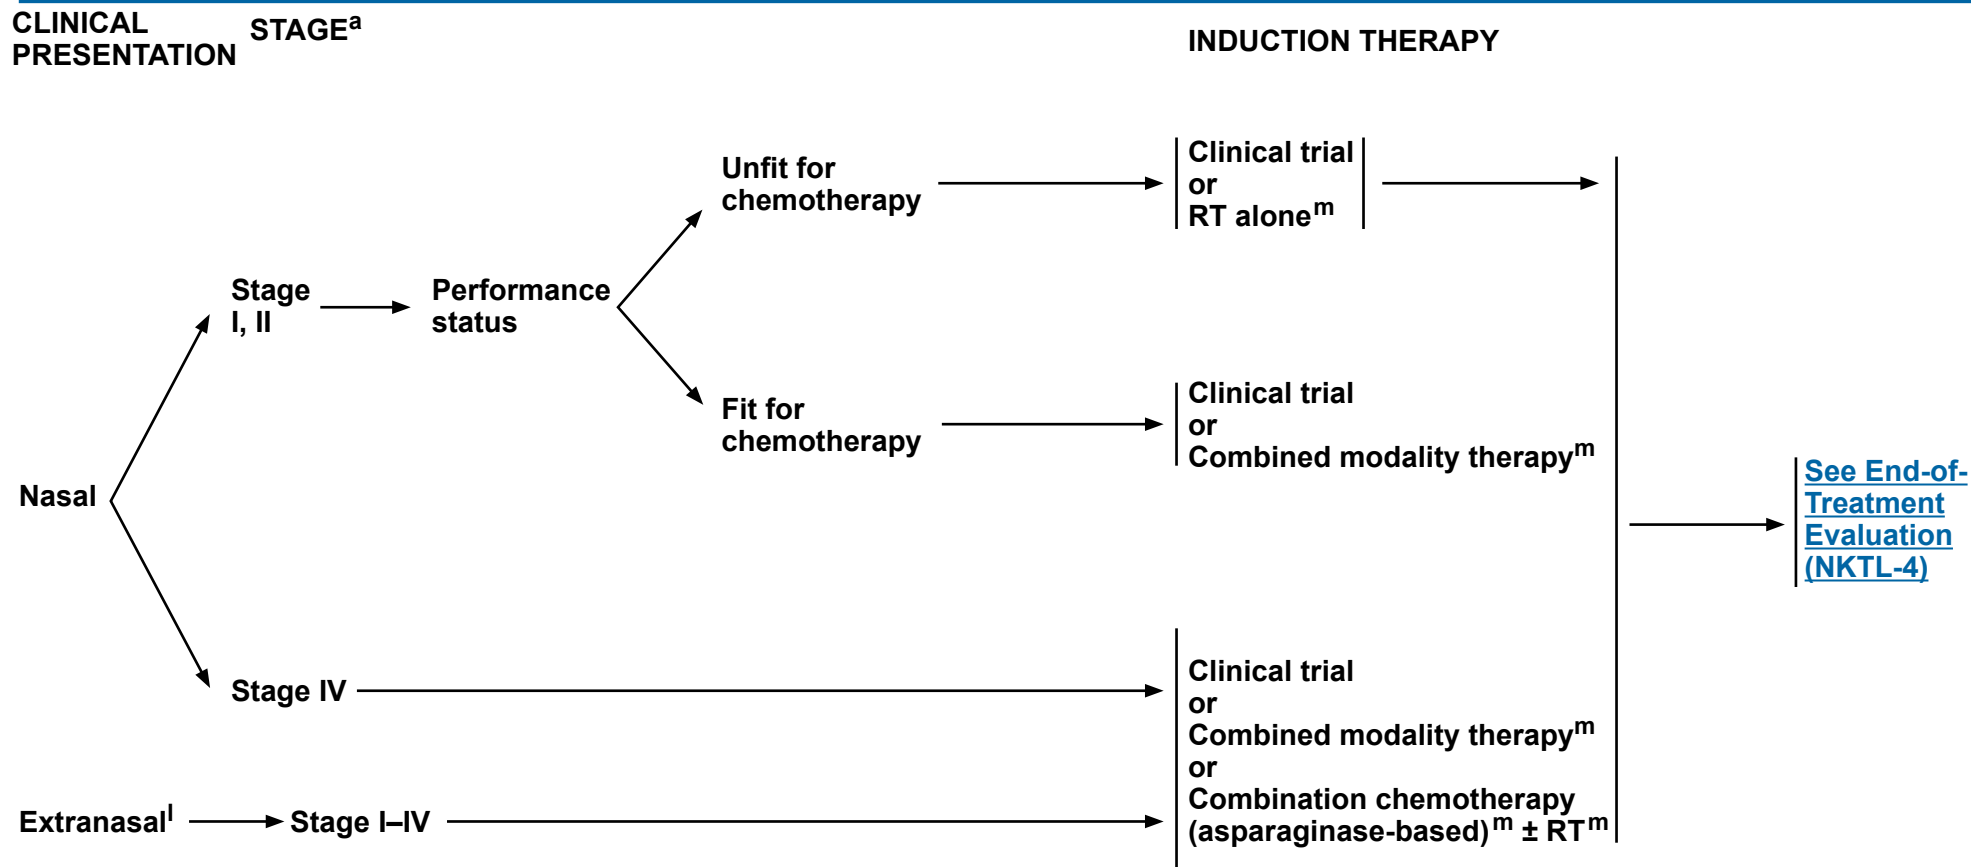 CLINICAL
PRESENTATION
STAGEa
INDUCTION THERAPY
Unfit for
chemotherapy
Clinical trial
or
RT alonem
Stage
I, II
Performance
status
Fit for
chemotherapy
Clinical trial
or
Combined modality therapym
Nasal
See End-of-
Treatment
Evaluation
(NKTL-4)
Stage IV
Clinical trial
or
Combined modality therapym
or
Combination chemotherapy
(asparaginase-based)m ± RTm
Extranasall
Stage I–IV